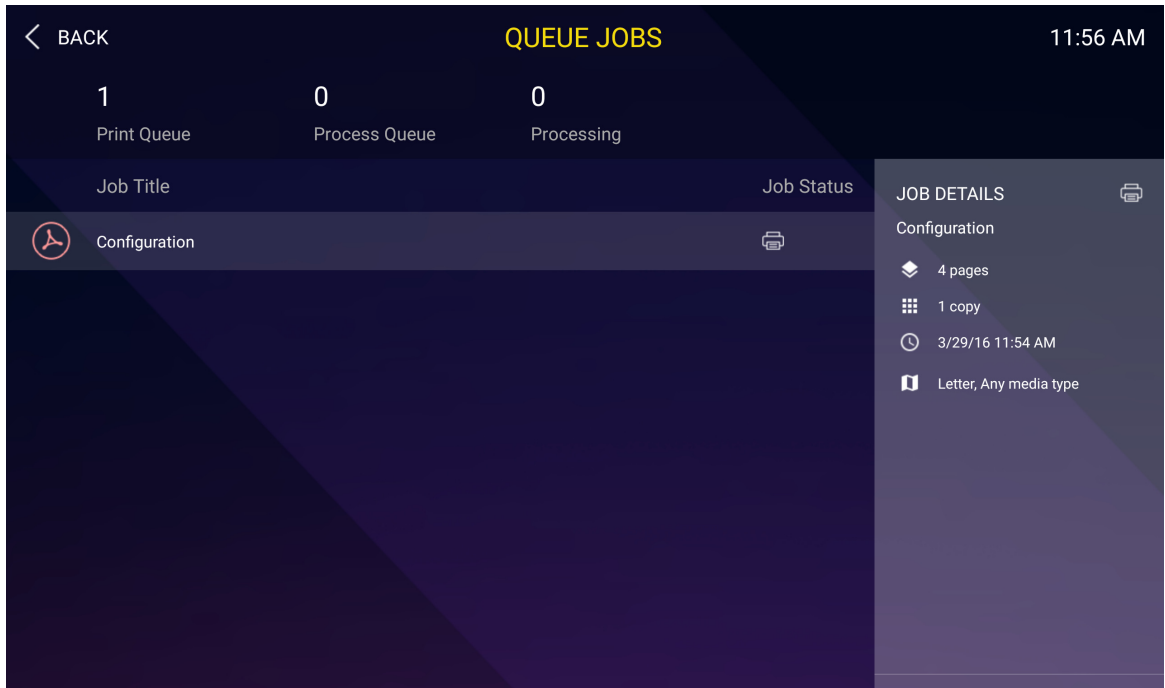 BACK
QUEUE JOBS
11:56 AM
1
0
0
Print Queue
Process Queue
Processing
Job Title
Job Status
Configuration
JOB DETAILS
Configuration
4 pages
1 copy
3/29/16 11:54 AM
Letter, Any media type